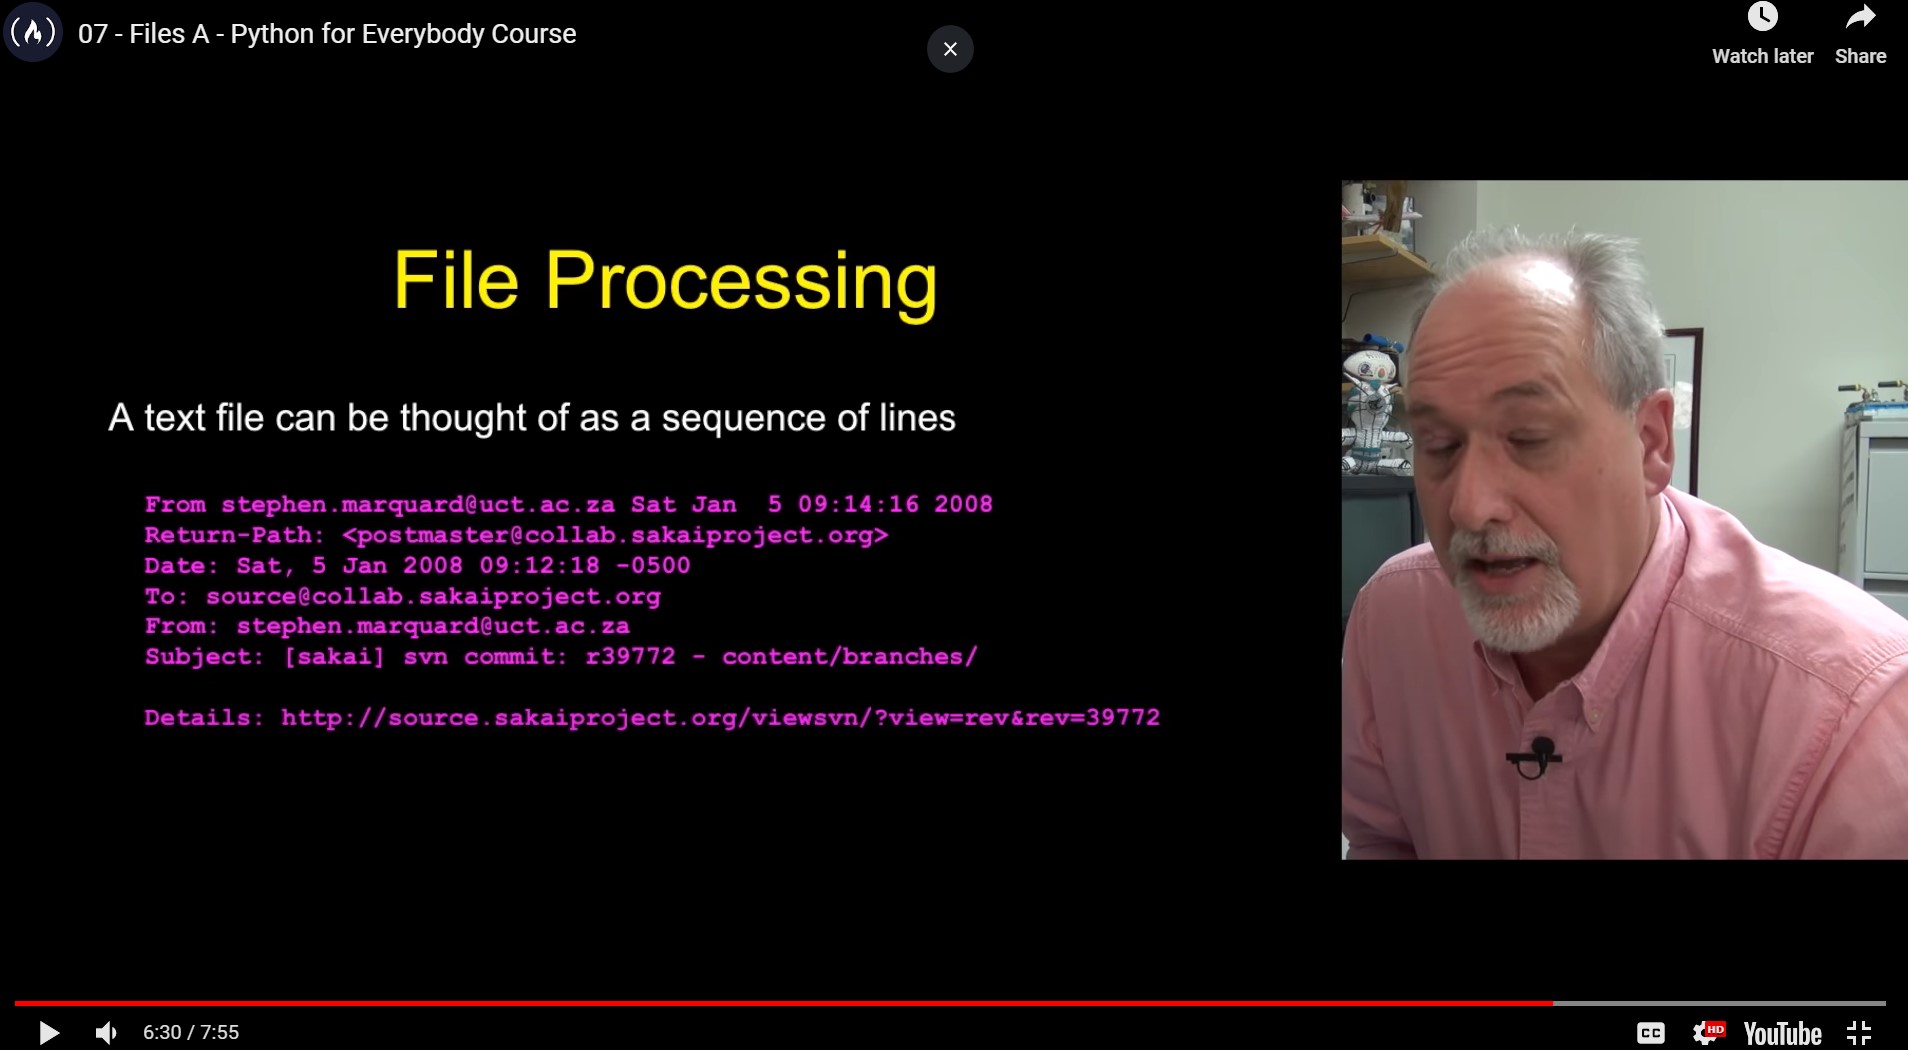 07 - Files A - Python for Everybody Course
Watch later
Share
File Processing
A text file can be thought of as a sequence of lines
From stephen.marquard@uct.ac.za Sat Jan  5 09:14:16 2008
Return-Path: <postmaster@collab.sakaiproject.org>
Date: Sat, 5 Jan 2008 09:12:18 -0500
To: source@collab.sakaiproject.org
From: stephen.marquard@uct.ac.za
Subject: [sakai] svn commit: r39772 - content/branches/
Details: http://source.sakaiproject.org/viewsvn/?view=rev&rev=39772
6:30 / 7:55
CC
HD
YouTube